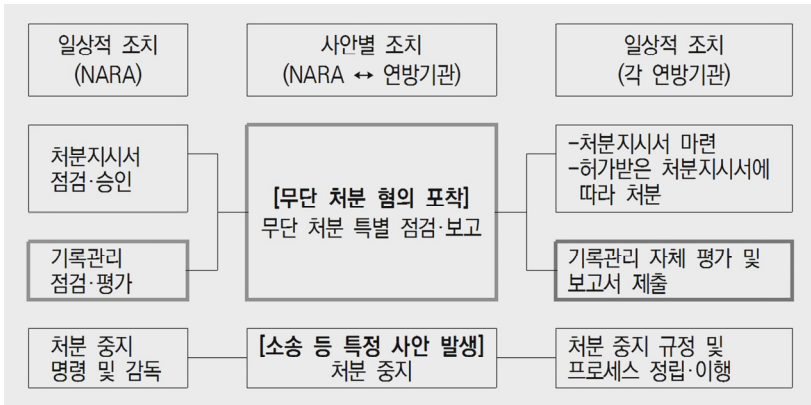 일상적 조치
(NARA)
사안별 조치
(NARA ↔ 연방기관)
일상적 조치
(각 연방기관)
처분지시서
점검·승인
[무단 처분 혐의 포착]
무단 처분 특별 점검·보고
-처분지시서 마련
-허가받은 처분지시서에
따라 처분
기록관리
점검·평가
기록관리 자체 평가 및
보고서 제출
처분 중지
명령 및 감독
[소송 등 특정 사안 발생]
처분 중지
처분 중지 규정 및
프로세스 정립·이행